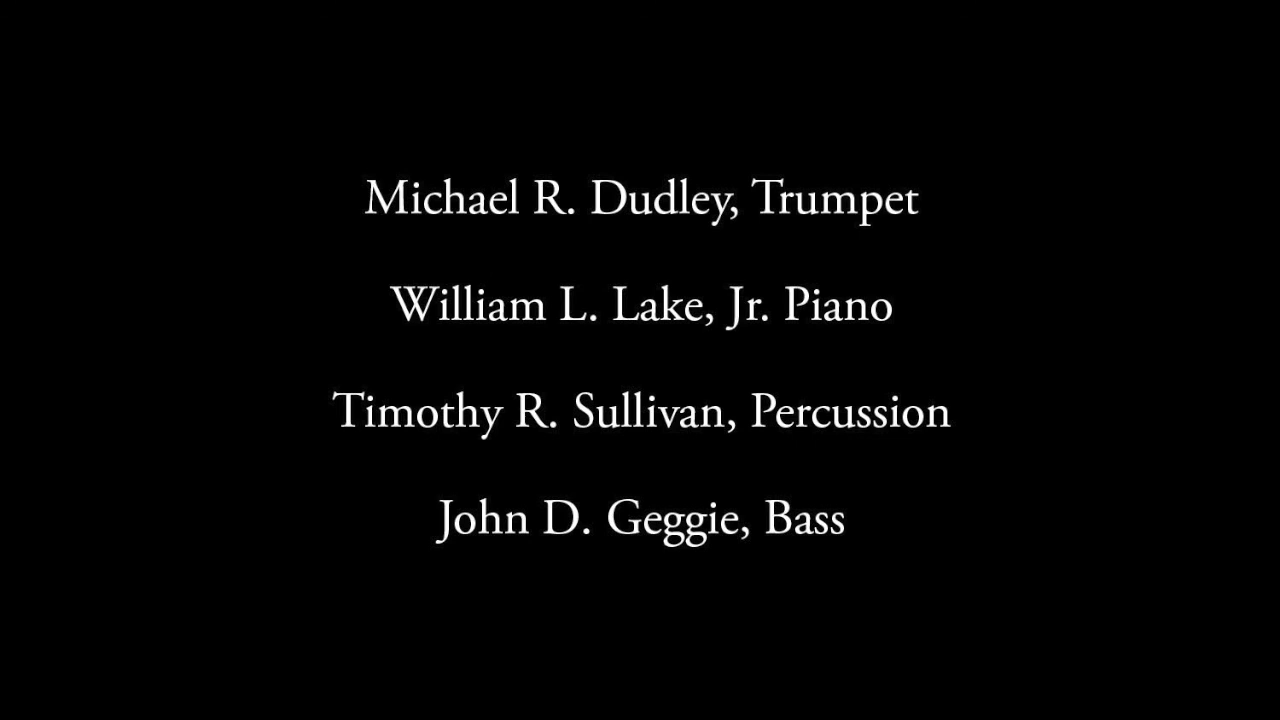 Michael R. Dudley, Trumpet
William L. Lake, Jr. Piano
Timothy R. Sullivan, Percussion
John D. Geggie, Bass